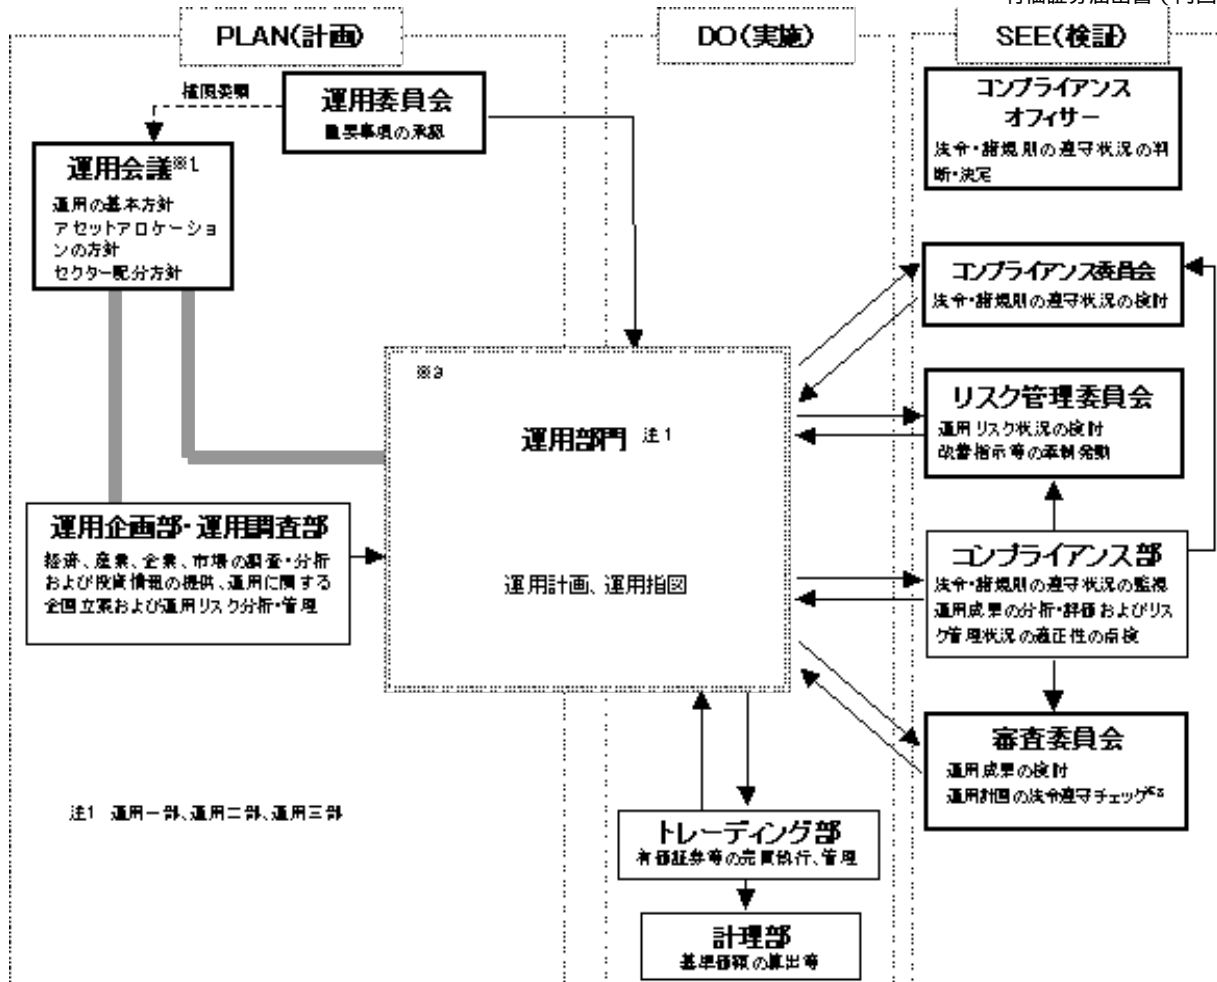 PLAN(計画)
DO(実施)
SEE(検証)
権限委嘱
運用委員会
重要事項の承認
運用会議※1
運用の基本方針
アセットアロケーショ
ンの方針
セクター配分方針
コンプライアンス
オフィサー
法令・諸規則の遵守状況の判
断・決定
コンプライアンス委員会
法令・諸規則の遵守状況の検討
運用部門 注1
運用計画、運用指図
リスク管理委員会
運用リスク状況の検討
改善指示等の牽制発動
運用企画部・運用調査部
経済、産業、企業、市場の調査・分析
および投資情報の提供、運用に関する
企画立案および運用リスク分析・管理
コンプライアンス部
法令・諸規則の遵守状況の監視
運用成果の分析・評価およびリス
ク管理状況の適正性の点検
審査委員会
運用成果の検討
運用計画の法令遵守チェック
注1 運用一部、運用二部、運用三部
トレーディング部
有価証券等の売買執行、管理
計理部
基準価額の算出等